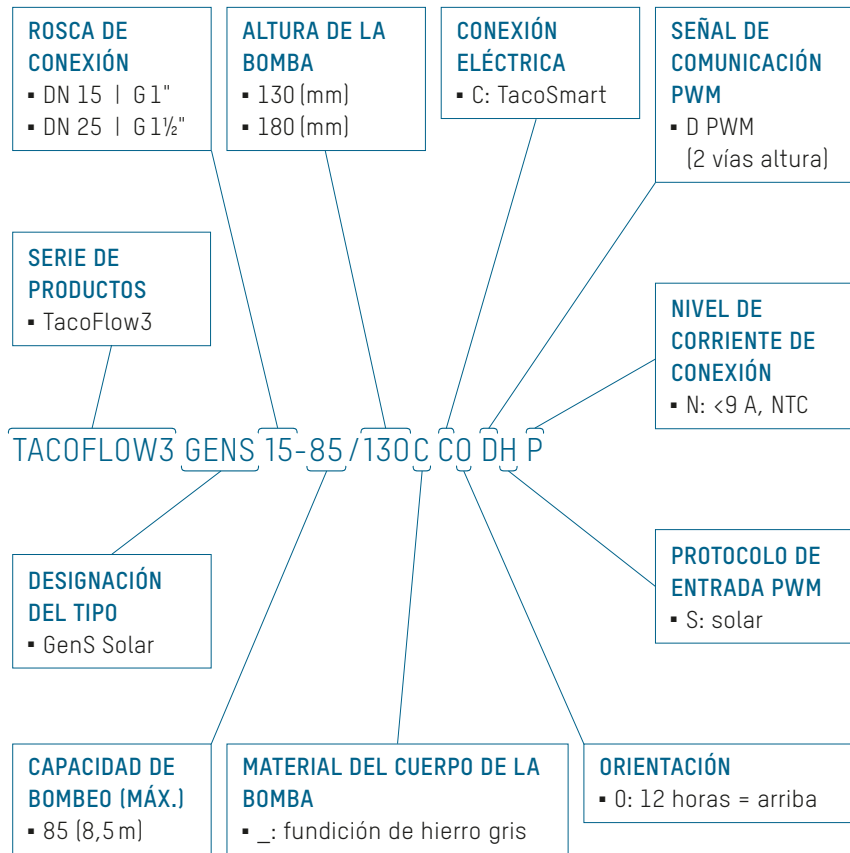 ROSCA DE
CONEXIÓN
▪ DN 15 | G 1"
▪ DN 25 | G 1½"
ALTURA DE LA
BOMBA
▪ 130 (mm)
▪ 180 (mm)
CONEXIÓN
ELÉCTRICA
▪ C: TacoSmart
SEÑAL DE
COMUNICACIÓN
PWM
▪ D PWM
(2 vías altura)
SERIE DE
PRODUCTOS
▪ TacoFlow3
NIVEL DE
CORRIENTE DE
CONEXIÓN
▪ N: <9 A, NTC
TACOFLOW3 GENS 15-85/130C C0 DH P
DESIGNACIÓN
DEL TIPO
▪ GenS Solar
PROTOCOLO DE
ENTRADA PWM
▪ S: solar
CAPACIDAD DE
BOMBEO (MÁX.)
▪ 85 (8,5 m)
MATERIAL DEL CUERPO DE LA
BOMBA
▪ _: fundición de hierro gris
ORIENTACIÓN
▪ 0: 12 horas = arriba